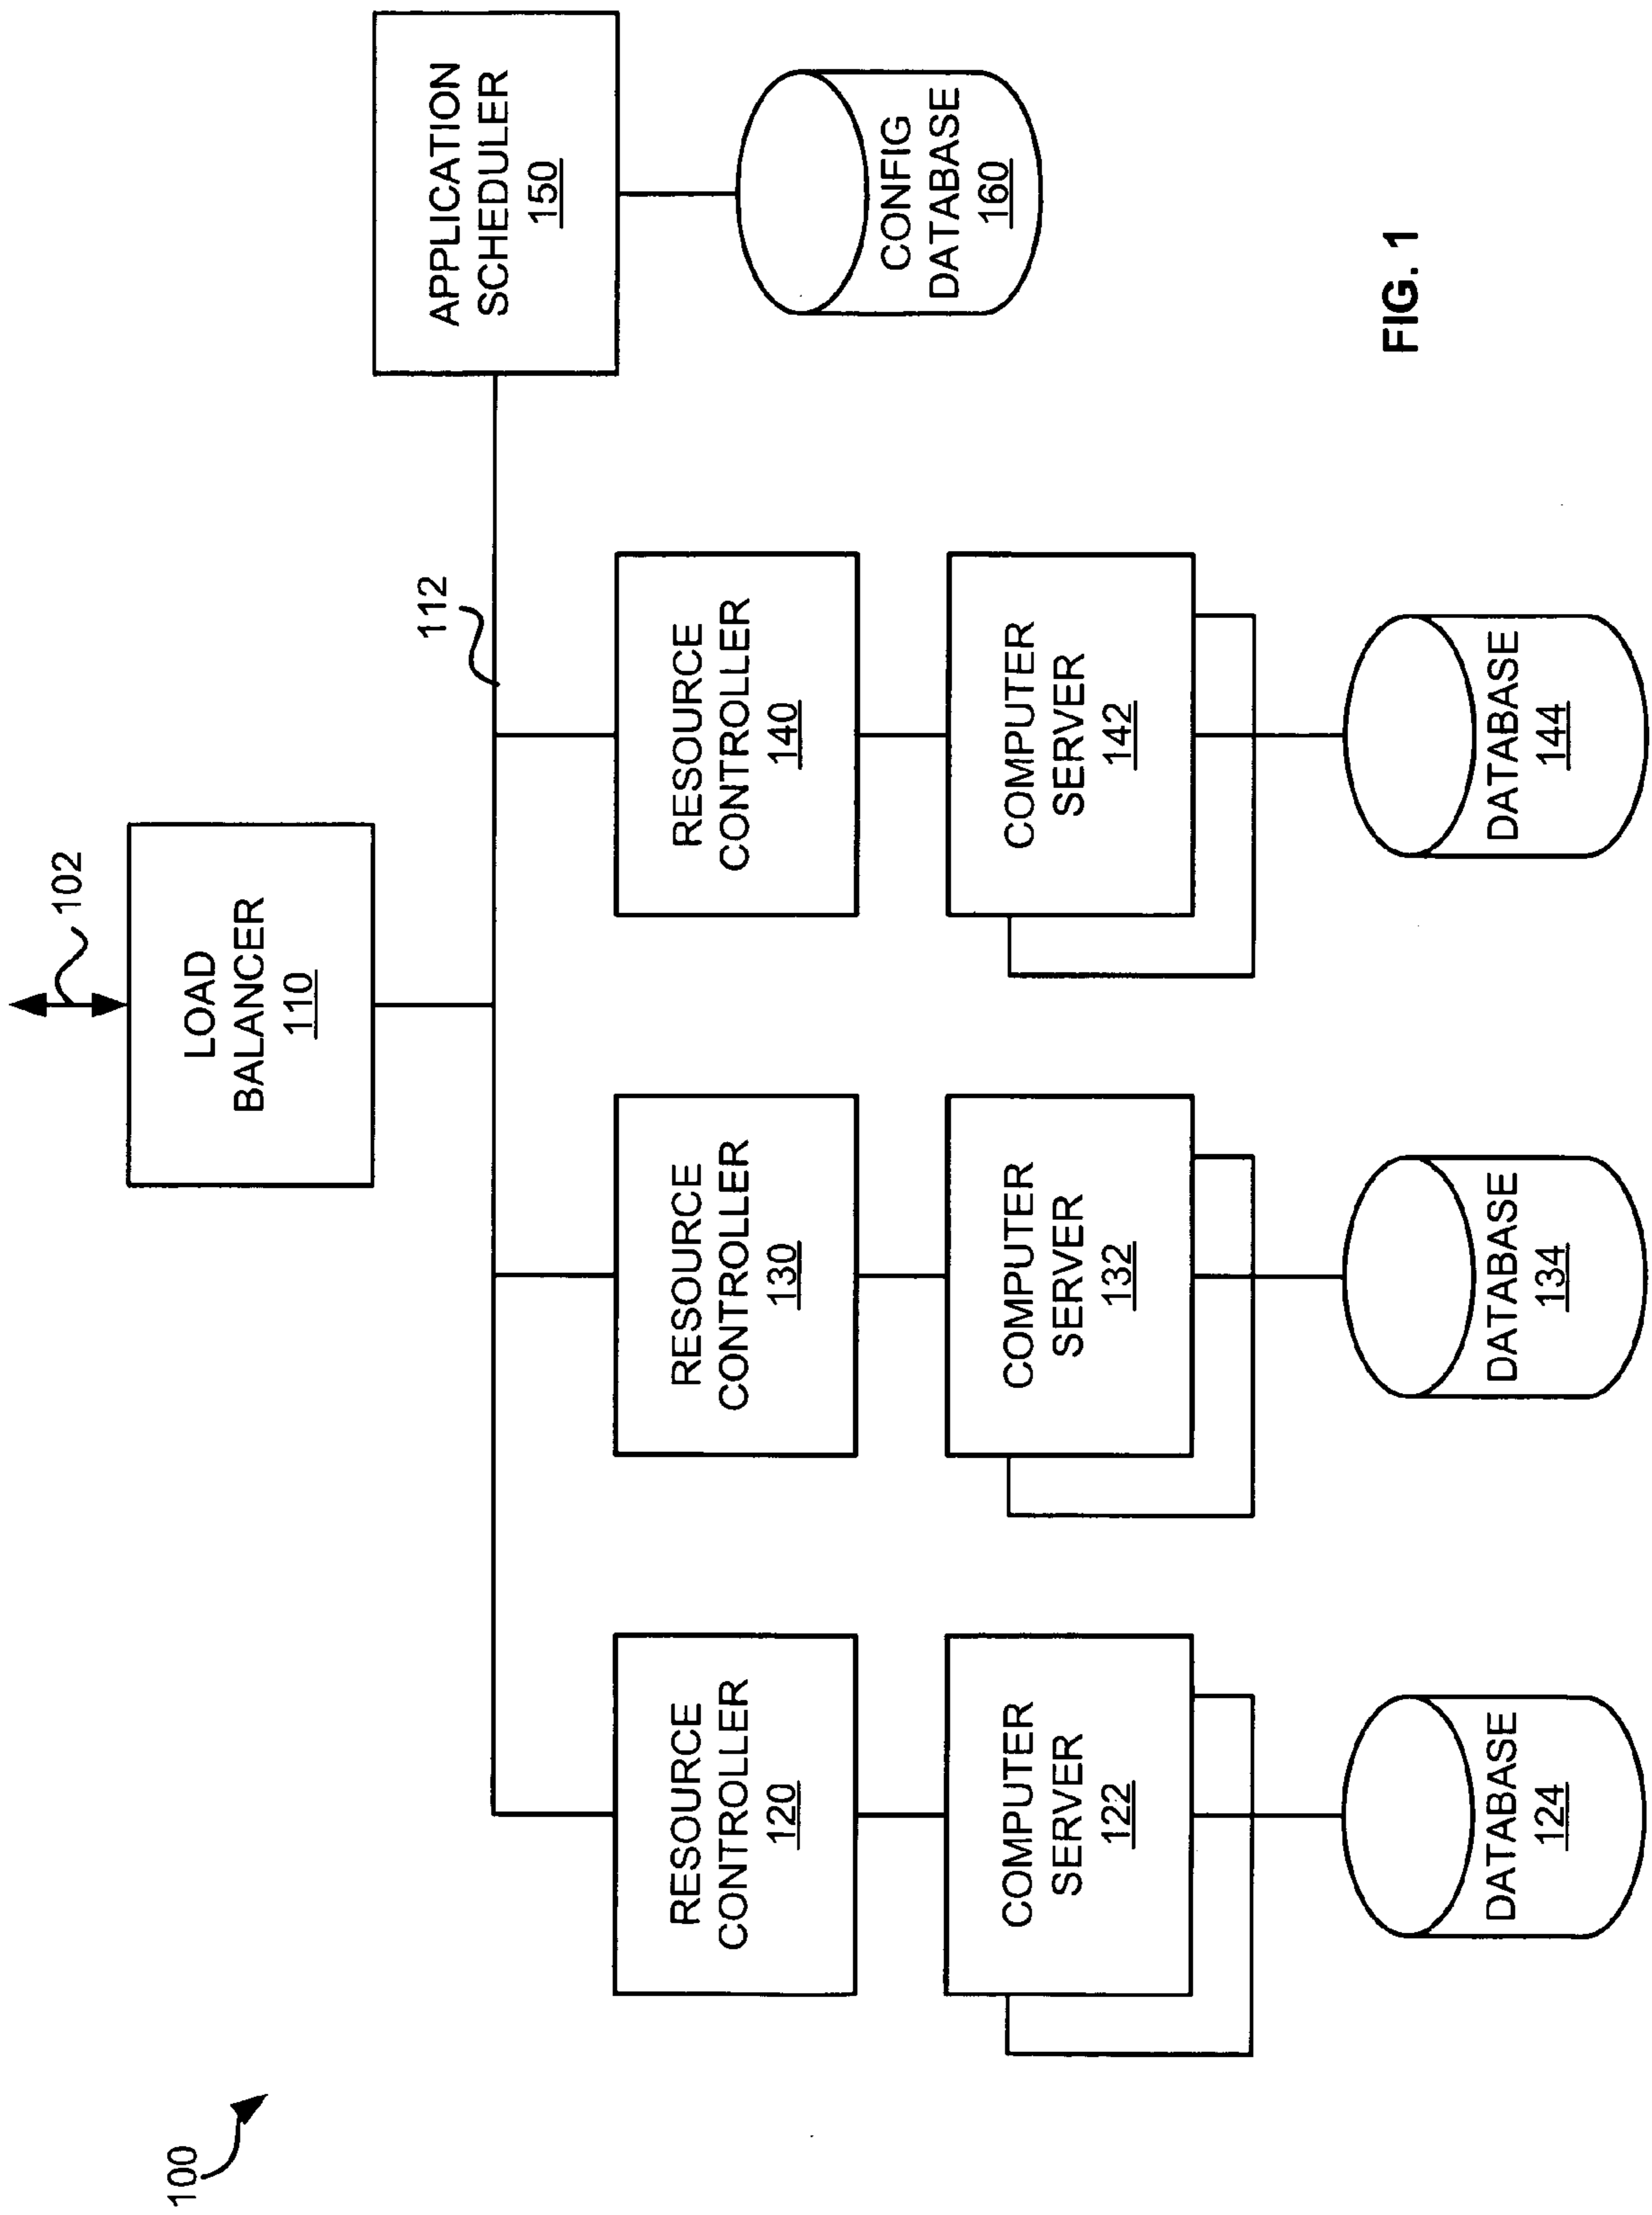 100
102
LOAD
BALANCER
110
112
APPLICATION
SCHEDULER
150
CONFIG
DATABASE
160
RESOURCE
CONTROLLER
120
RESOURCE
CONTROLLER
130
RESOURCE
CONTROLLER
140
COMPUTER
SERVER
122
COMPUTER
SERVER
132
COMPUTER
SERVER
142
DATABASE
124
DATABASE
134
DATABASE
144
FIG. 1